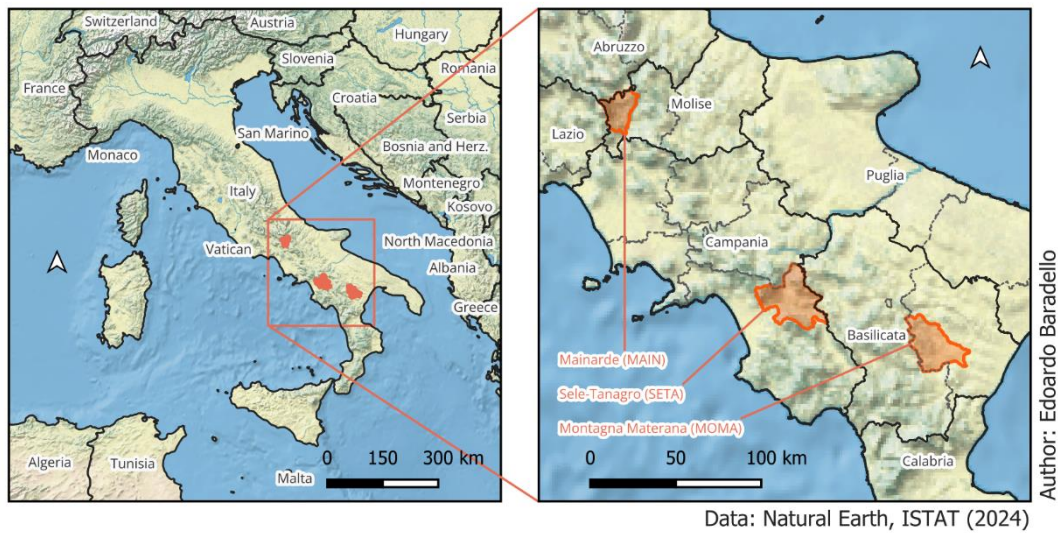 Switzerland
Austria
Hungary
Slovenia
Romania
France
Croatia
Serbia
San Marino
Bosnia and Herz.
Monaco
Montenegro
Italy
Kosovo
Vatican
North Macedonia
Albania
Greece
Algeria
Tunisia
Malta
0 150 300 km
Abruzzo
Molise
Lazio
Puglia
Campania
Basilicata
Mainarde (MAIN)
Sele-Tanagro (SETA)
Montagna Materana (MOMA)
Calabria
0 50 100 km
Author: Edoardo Baradello
Data: Natural Earth, ISTAT (2024)